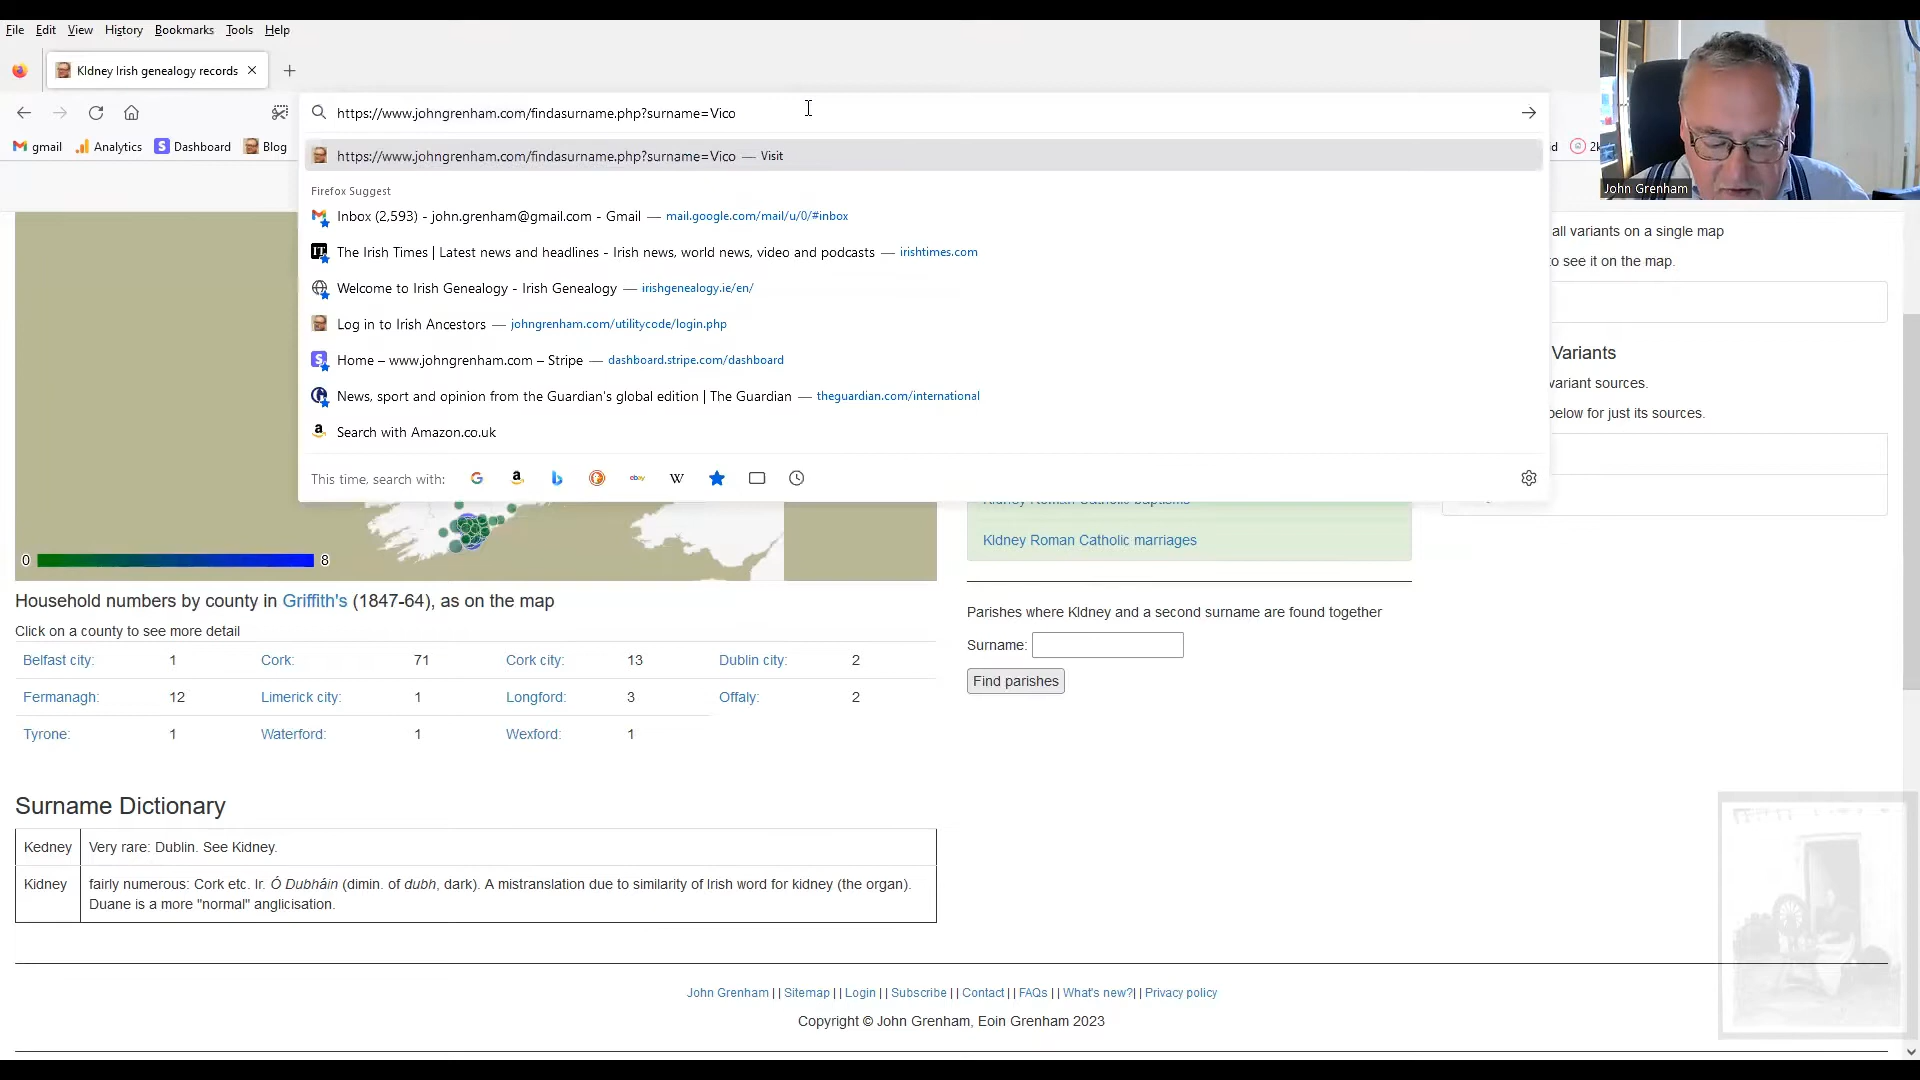 File Edit View History Bookmarks Tools Help
KIdney Irish genealogy records
https://www.johngrenham.com/findasurname.php?surname=Vico
gmail Analytics Dashboard Blog
https://www.johngrenham.com/findasurname.php?surname=Vico — Visit
Firefox Suggest
Inbox (2,593) - john.grenham@gmail.com - Gmail — mail.google.com/mail/u/0/#inbox
The Irish Times | Latest news and headlines - Irish news, world news, video and podcasts — irishtimes.com
Welcome to Irish Genealogy - Irish Genealogy — irishgenealogy.ie/en/
Log in to Irish Ancestors — johngrenham.com/utilitycode/login.php
Home – www.johngrenham.com – Stripe — dashboard.stripe.com/dashboard
News, sport and opinion from the Guardian's global edition | The Guardian — theguardian.com/international
Search with Amazon.co.uk
This time, search with:
John Grenham
all variants on a single map
to see it on the map.
Variants
variant sources.
below for just its sources.
KIdney Roman Catholic baptisms
KIdney Roman Catholic marriages
0 8
Household numbers by county in Griffith's (1847-64), as on the map
Click on a county to see more detail
Belfast city: 1 Cork: 71 Cork city: 13 Dublin city: 2
Fermanagh: 12 Limerick city: 1 Longford: 3 Offaly: 2
Tyrone: 1 Waterford: 1 Wexford: 1
Parishes where KIdney and a second surname are found together
Surname:
Find parishes
Surname Dictionary
Kedney Very rare: Dublin. See Kidney.
Kidney fairly numerous: Cork etc. Ir. Ó Dubháin (dimin. of dubh, dark). A mistranslation due to similarity of Irish word for kidney (the organ).
Duane is a more "normal" anglicisation.
John Grenham | | Sitemap | | Login | | Subscribe | | Contact | | FAQs | | What's new?| | Privacy policy
Copyright © John Grenham, Eoin Grenham 2023